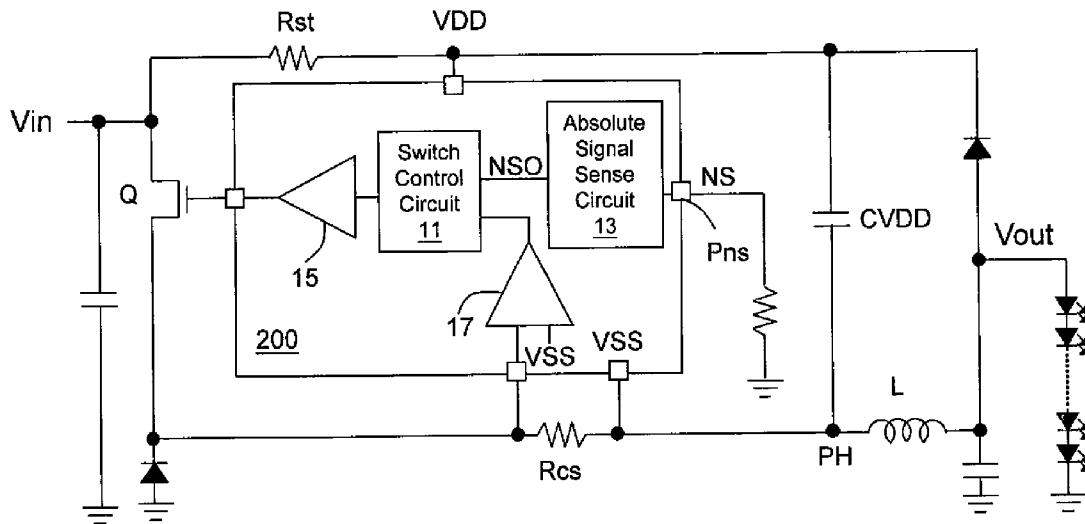 VDD
Rst
Vin
Q
Switch
Control
Circuit
11
NSO
Absolute
Signal
Sense
Circuit
13
NS
Pns
CVDD
Vout
15
17
200
VSS
VSS
Rcs
PH
L